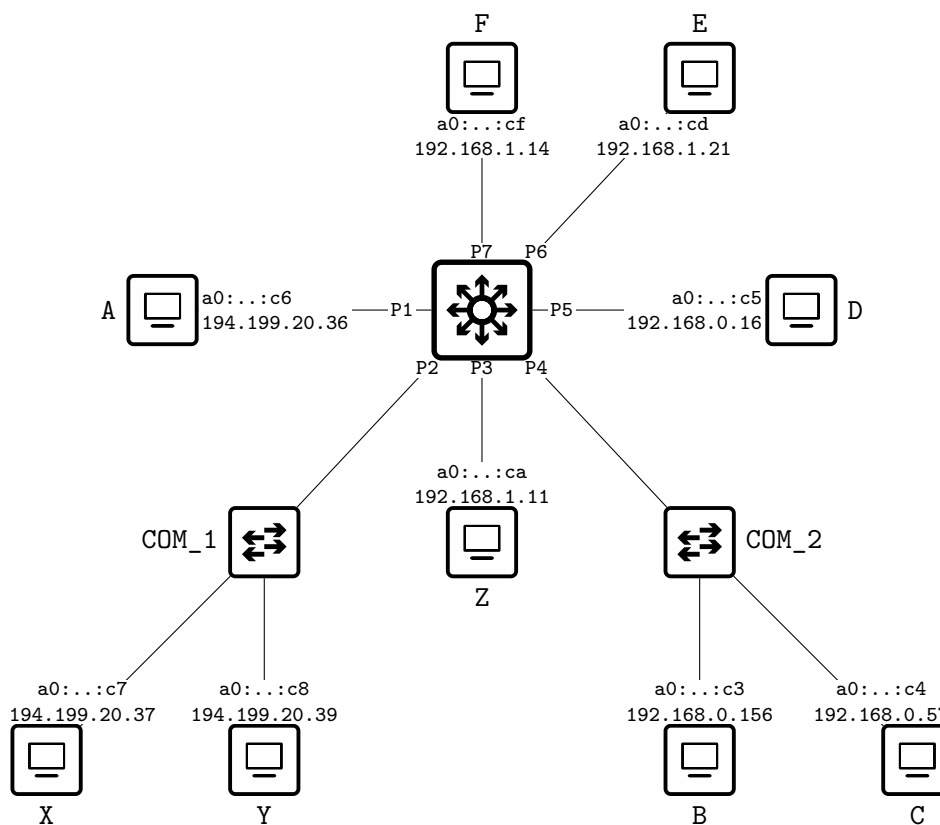 F
E
a0:..:cf
a0:..:cd
192.168.1.14
192.168.1.21
P7
P6
A
a0:..:c6
194.199.20.36
P1
P5
a0:..:c5
192.168.0.16
D
P2
P3
P4
a0:..:ca
192.168.1.11
COM_1
COM_2
Z
a0:..:c7
194.199.20.37
a0:..:c8
194.199.20.39
a0:..:c3
192.168.0.156
a0:..:c4
X
Y
B
C